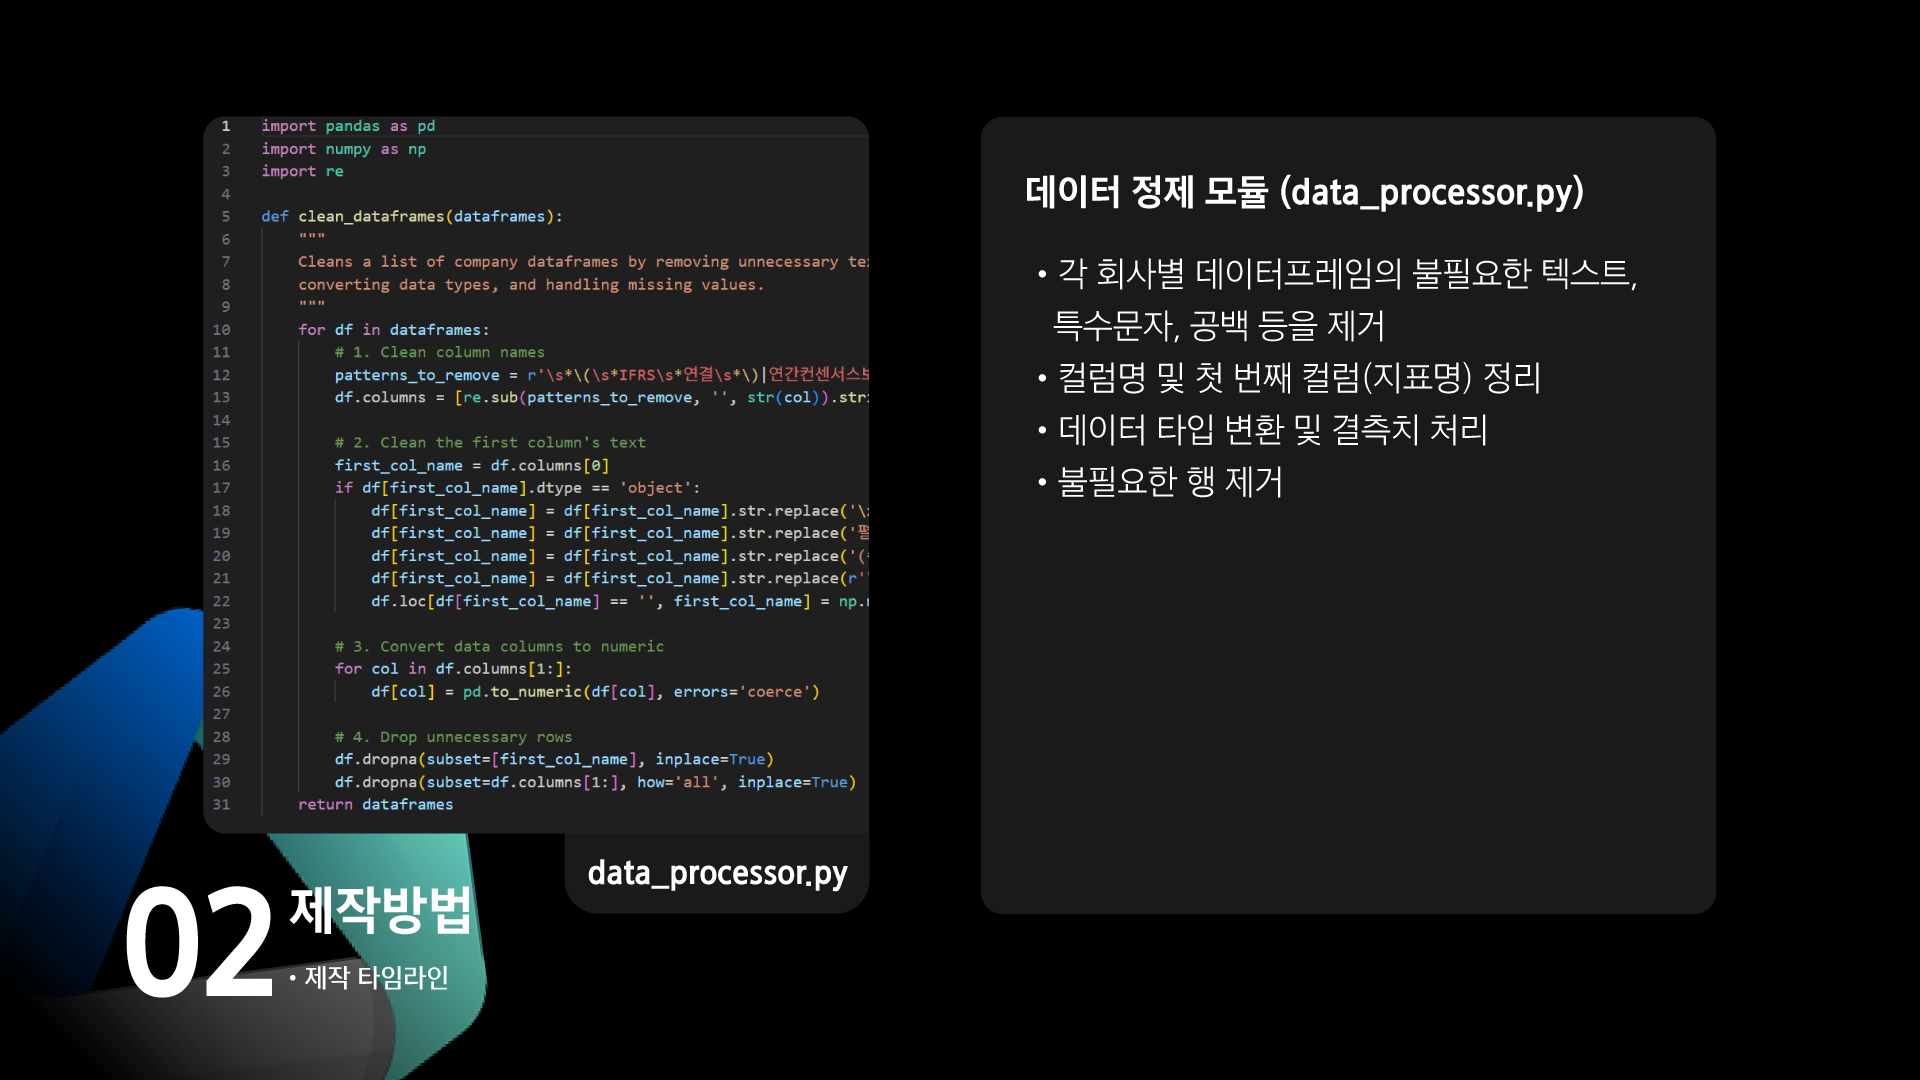 1 import pandas as pd
2 import numpy as np
3 import re
4
5 def clean_dataframes(dataframes):
6 """
7 Cleans a list of company dataframes by removing unnecessary
8 converting data types, and handling missing values.
9 """
10 for df in dataframes:
11 # 1. Clean column names
12 patterns_to_remove = r'\s*\(\s*IFRS\s*연결\s*\)|연간컨센서스보
13 df.columns = [re.sub(patterns_to_remove, '', str(col)).str
14
15 # 2. Clean the first column's text
16 first_col_name = df.columns[0]
17 if df[first_col_name].dtype == 'object':
18 df[first_col_name] = df[first_col_name].str.replace('\
19 df[first_col_name] = df[first_col_name].str.replace('펼
20 df[first_col_name] = df[first_col_name].str.replace('(
21 df[first_col_name] = df[first_col_name].str.replace(r'
22 df.loc[df[first_col_name] == '', first_col_name] = np.
23
24 # 3. Convert data columns to numeric
25 for col in df.columns[1:]:
26 df[col] = pd.to_numeric(df[col], errors='coerce')
27
28 # 4. Drop unnecessary rows
29 df.dropna(subset=[first_col_name], inplace=True)
30 df.dropna(subset=df.columns[1:], how='all', inplace=True)
31 return dataframes
data_processor.py
데이터 정제 모듈 (data_processor.py)
• 각 회사별 데이터프레임의 불필요한 텍스트,
특수문자, 공백 등을 제거
• 컬럼명 및 첫 번째 컬럼(지표명) 정리
• 데이터 타입 변환 및 결측치 처리
• 불필요한 행 제거
02 제작방법
• 제작 타임라인